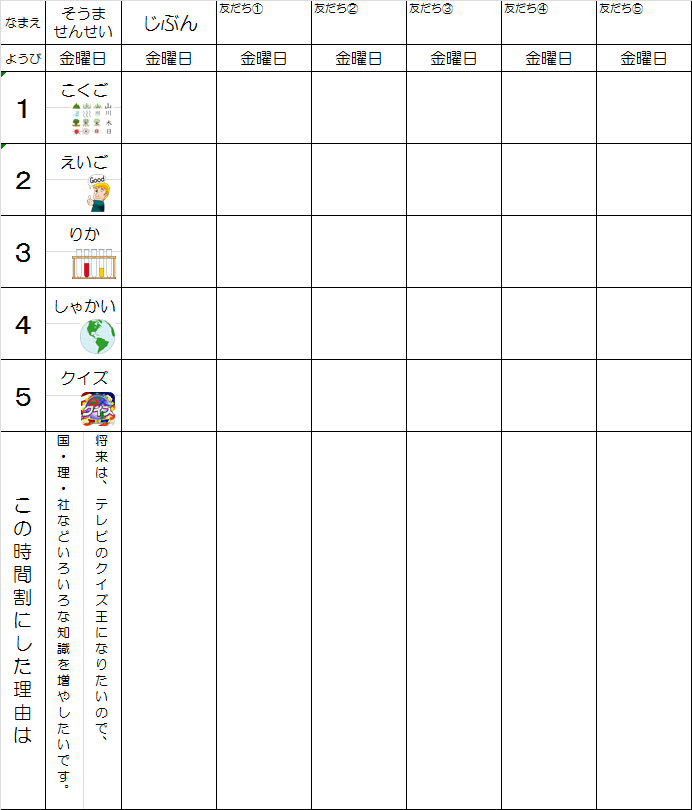 なまえ
そうま
せんせい
じぶん
友だち①
友だち②
友だち③
友だち④
友だち⑤
ようび
金曜日
金曜日
金曜日
金曜日
金曜日
金曜日
金曜日
1
こくご
山
川
木
日
2
えいご
Good
3
りか
4
しゃかい
5
クイズ
クイズ
この時間割にした理由は
将来は、テレビのクイズ王になりたいので、
国・理・社などいろいろな知識を増やしたいです。